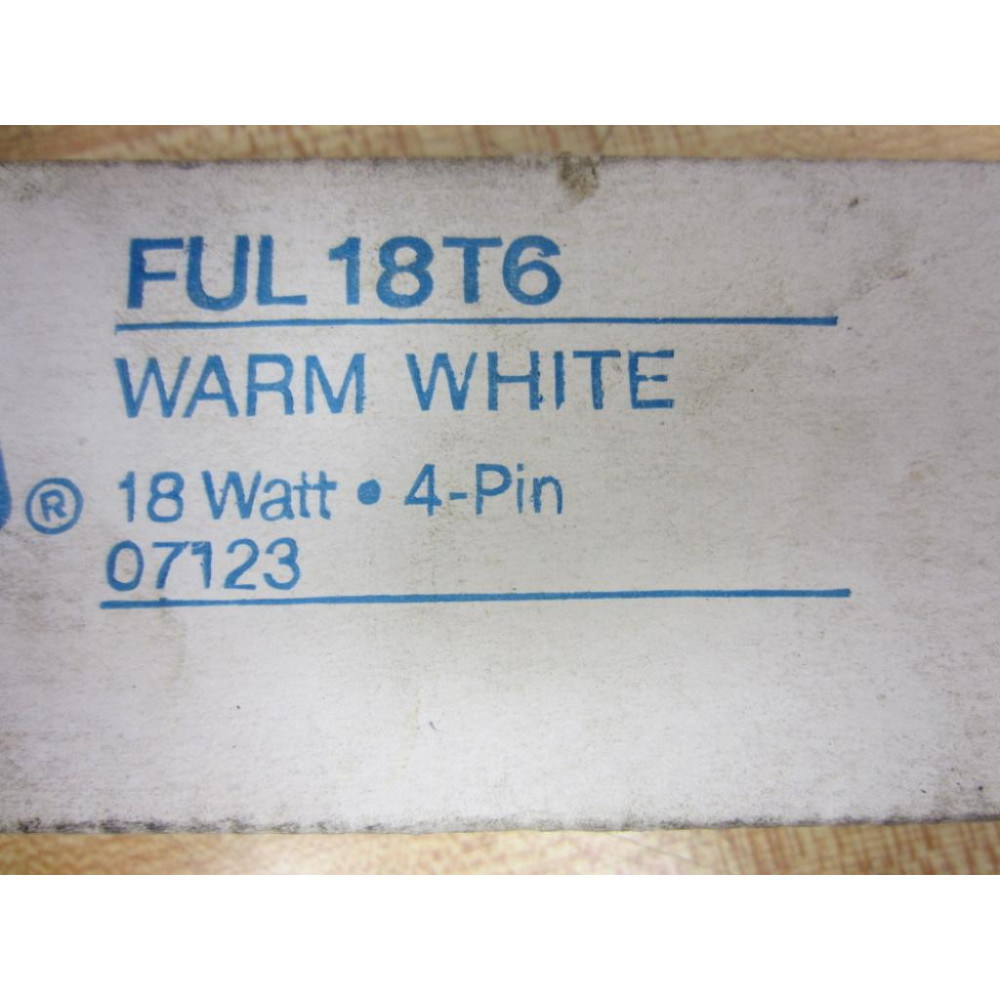 FUL 18T6
WARM WHITE
® 18 Watt • 4-Pin
07123